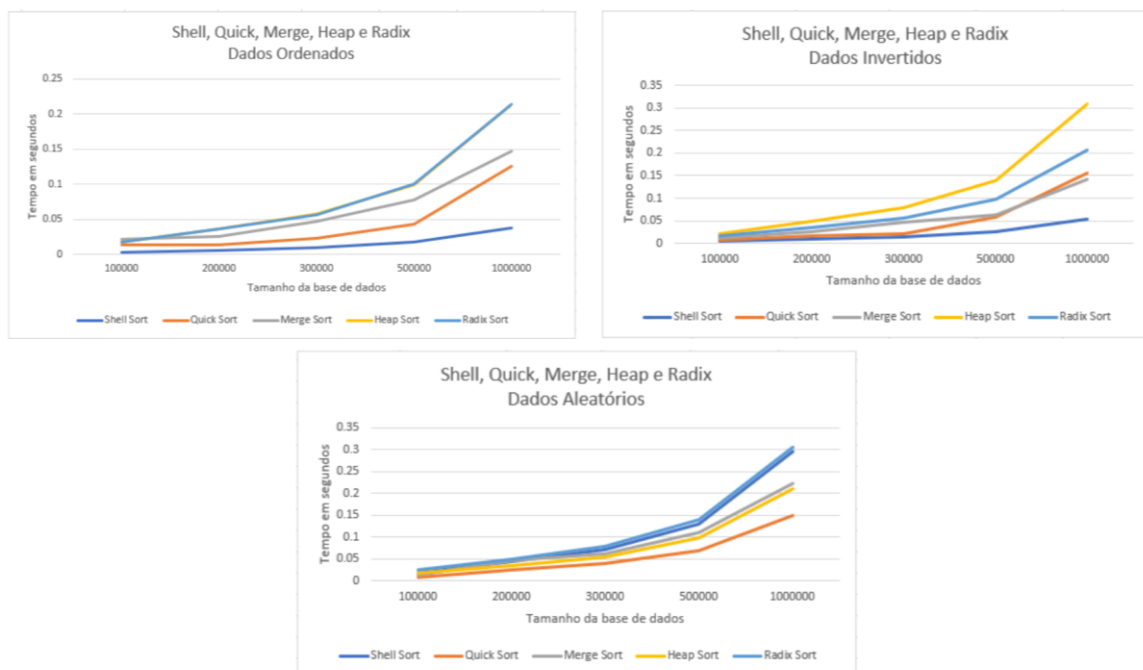 Shell, Quick, Merge, Heap e Radix
Dados Ordenados
Tempo em segundos
0.25
0.2
0.15
0.1
0.05
0
100000 200000 300000 500000 1000000
Tamanho da base de dados
Shell Sort Quick Sort Merge Sort Heap Sort Radix Sort
Shell, Quick, Merge, Heap e Radix
Dados Invertidos
Tempo em segundos
0.35
0.3
0.25
0.2
0.15
0.1
0.05
0
100000 200000 300000 500000 1000000
Tamanho da base de dados
Shell Sort Quick Sort Merge Sort Heap Sort Radix Sort
Shell, Quick, Merge, Heap e Radix
Dados Aleatórios
Tempo em segundos
0.35
0.3
0.25
0.2
0.15
0.1
0.05
0
100000 200000 300000 500000 1000000
Tamanho da base de dados
Shell Sort Quick Sort Merge Sort Heap Sort Radix Sort